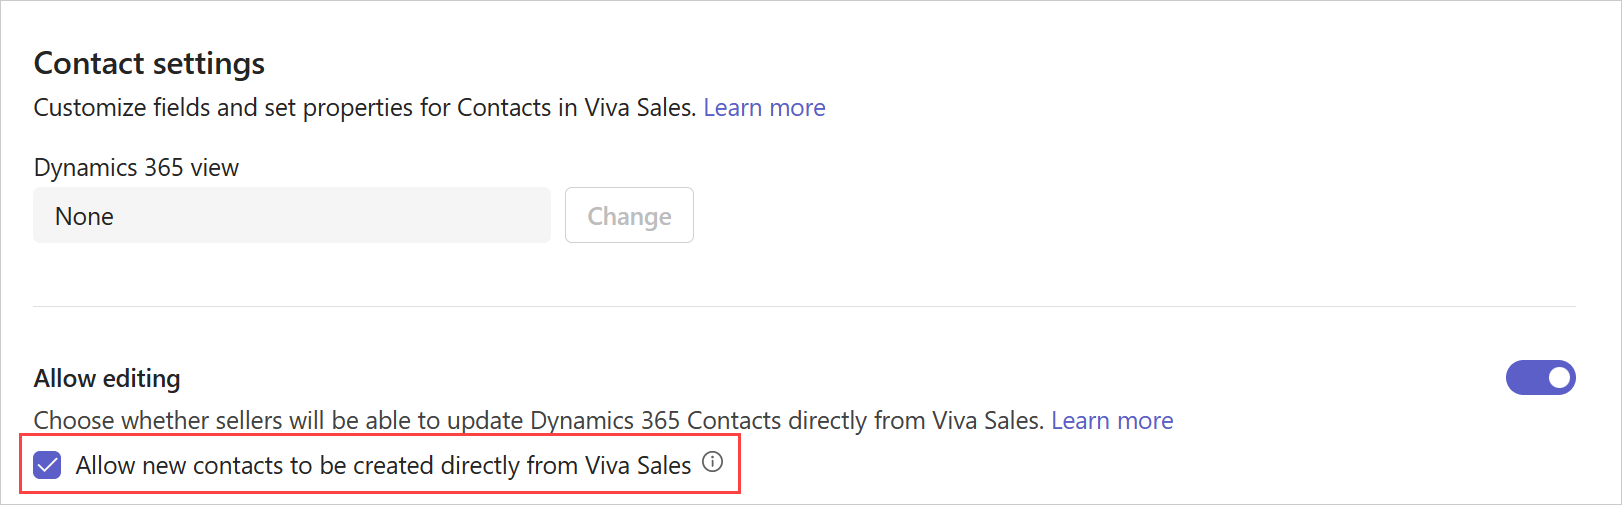 Contact settings
Customize fields and set properties for Contacts in Viva Sales. Learn more
Dynamics 365 view
None
Change
Allow editing
Choose whether sellers will be able to update Dynamics 365 Contacts directly from Viva Sales. Learn more
Allow new contacts to be created directly from Viva Sales